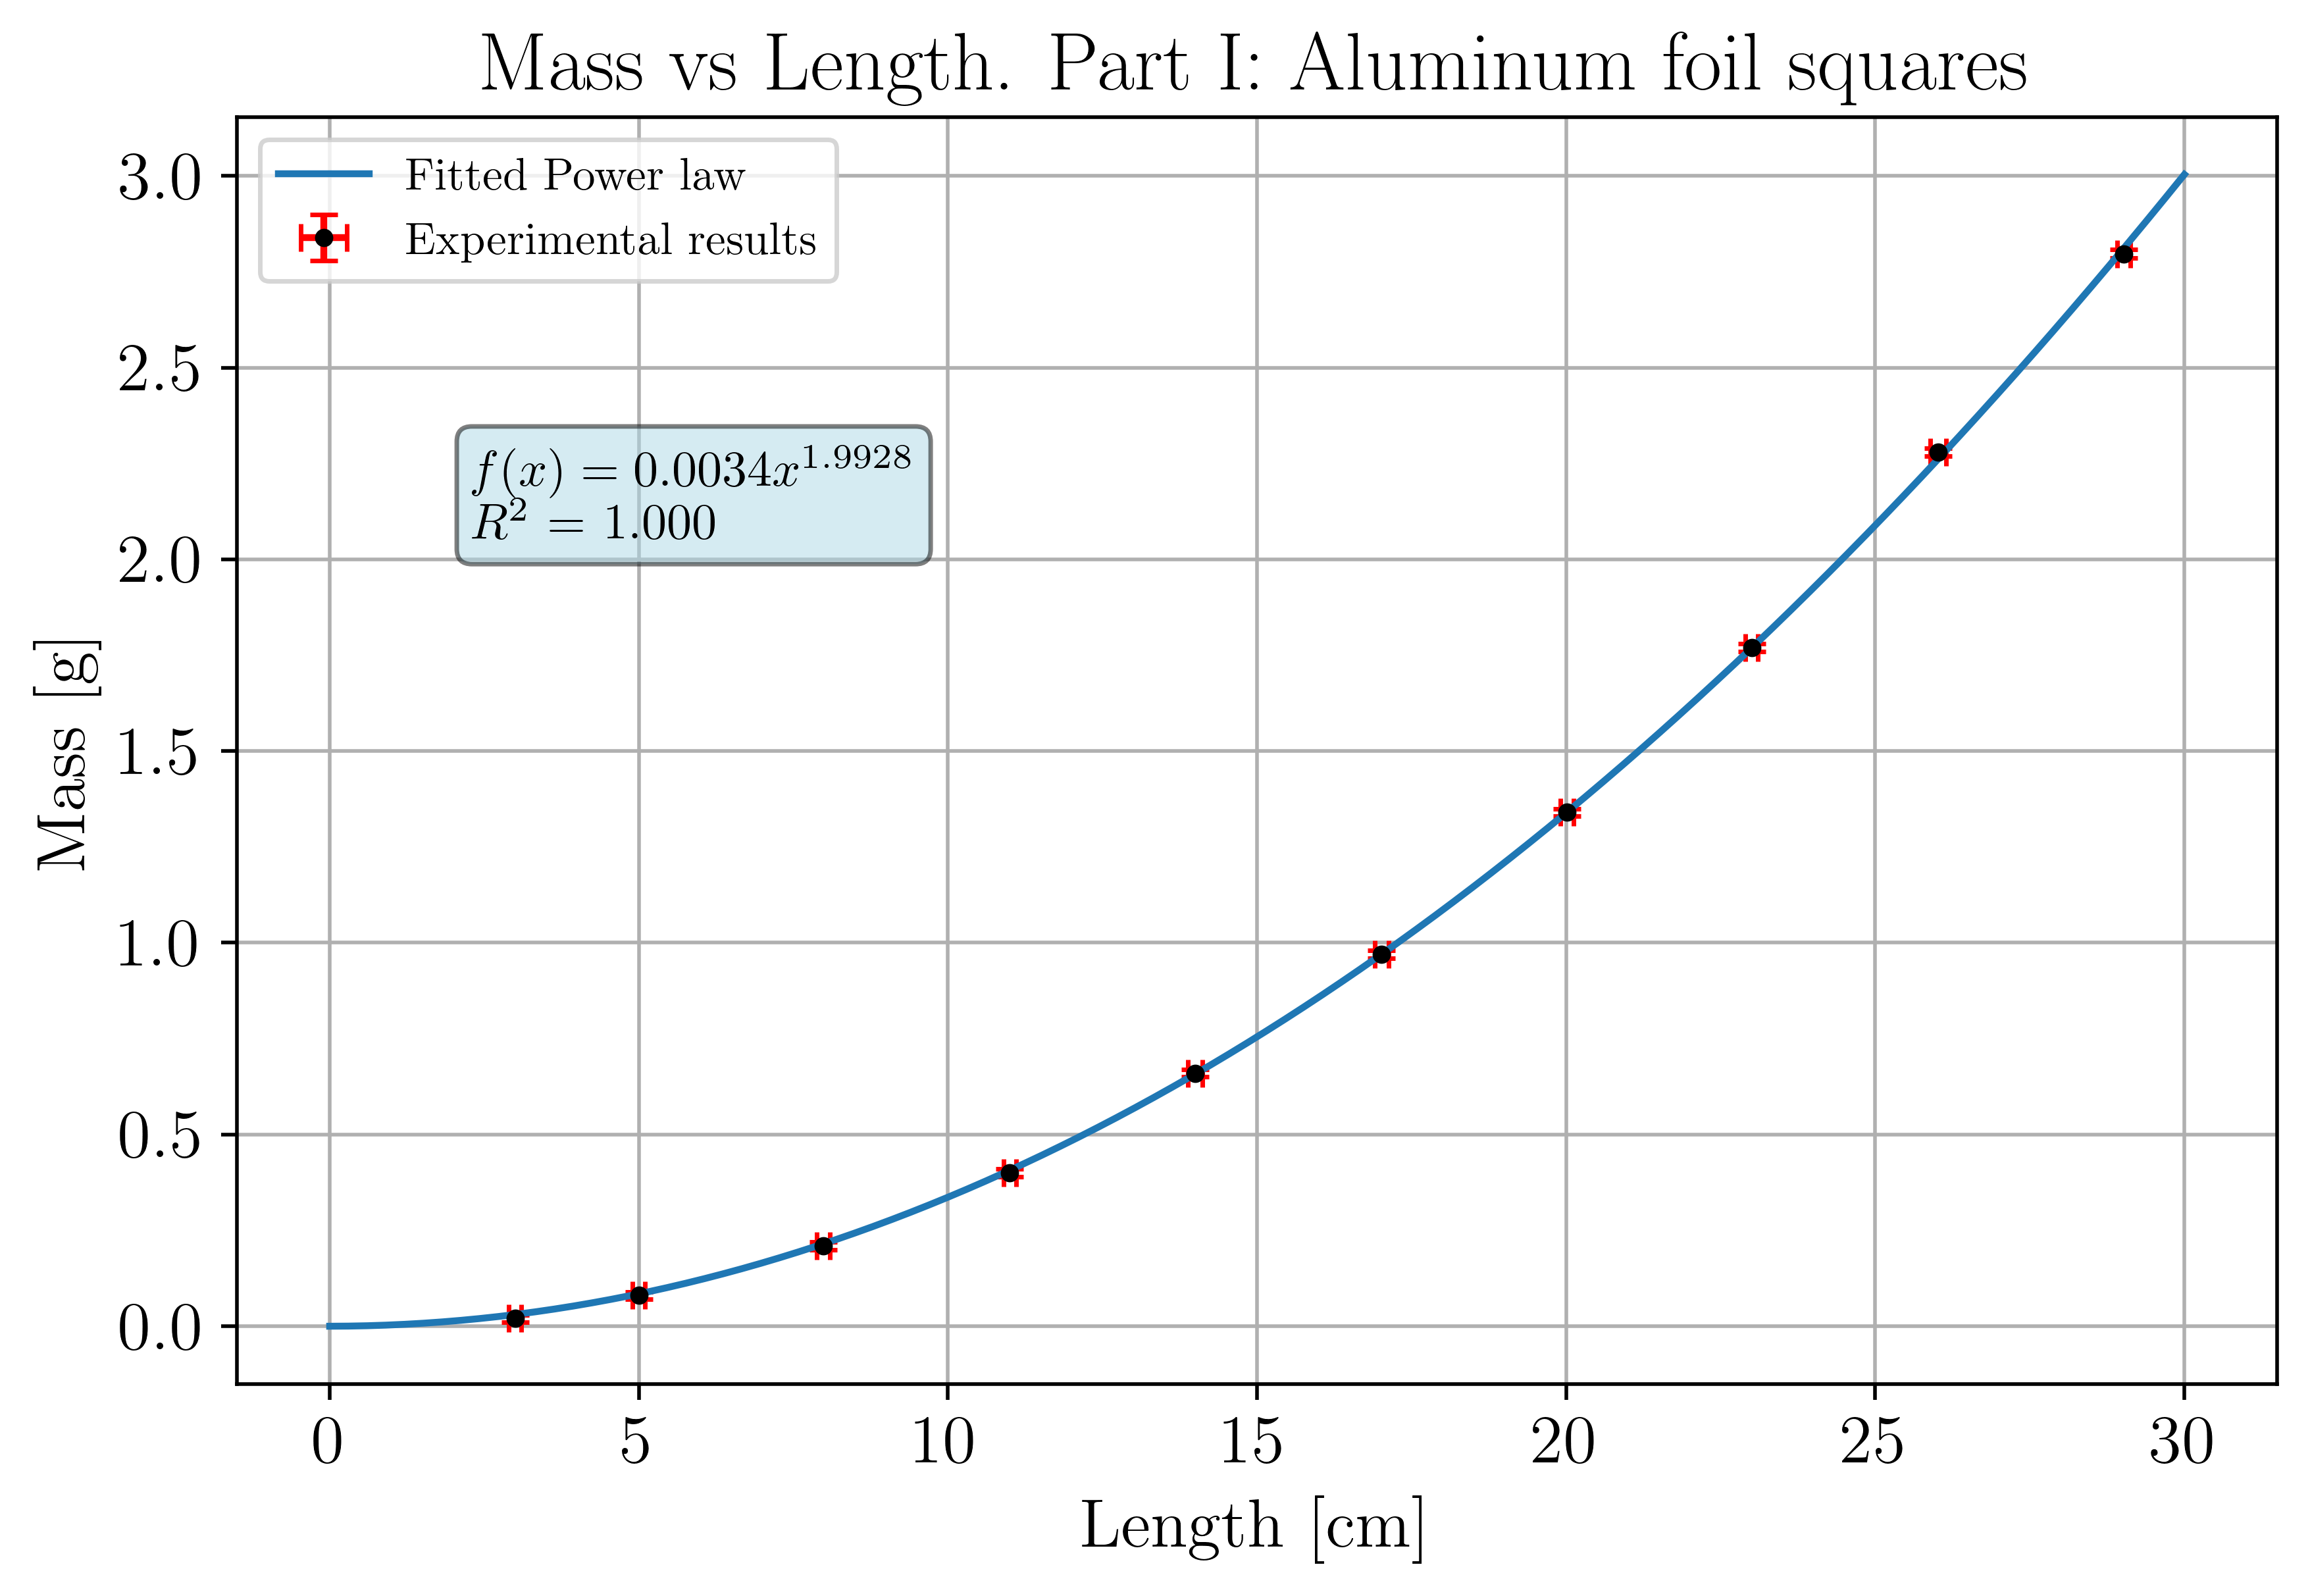 Mass vs Length. Part I: Aluminum foil squares
Fitted Power law
Experimental results
f(x) = 0.0034x^1.9928
R² = 1.000
3.0
2.5
2.0
1.5
1.0
0.5
0.0
Mass [g]
0 5 10 15 20 25 30
Length [cm]